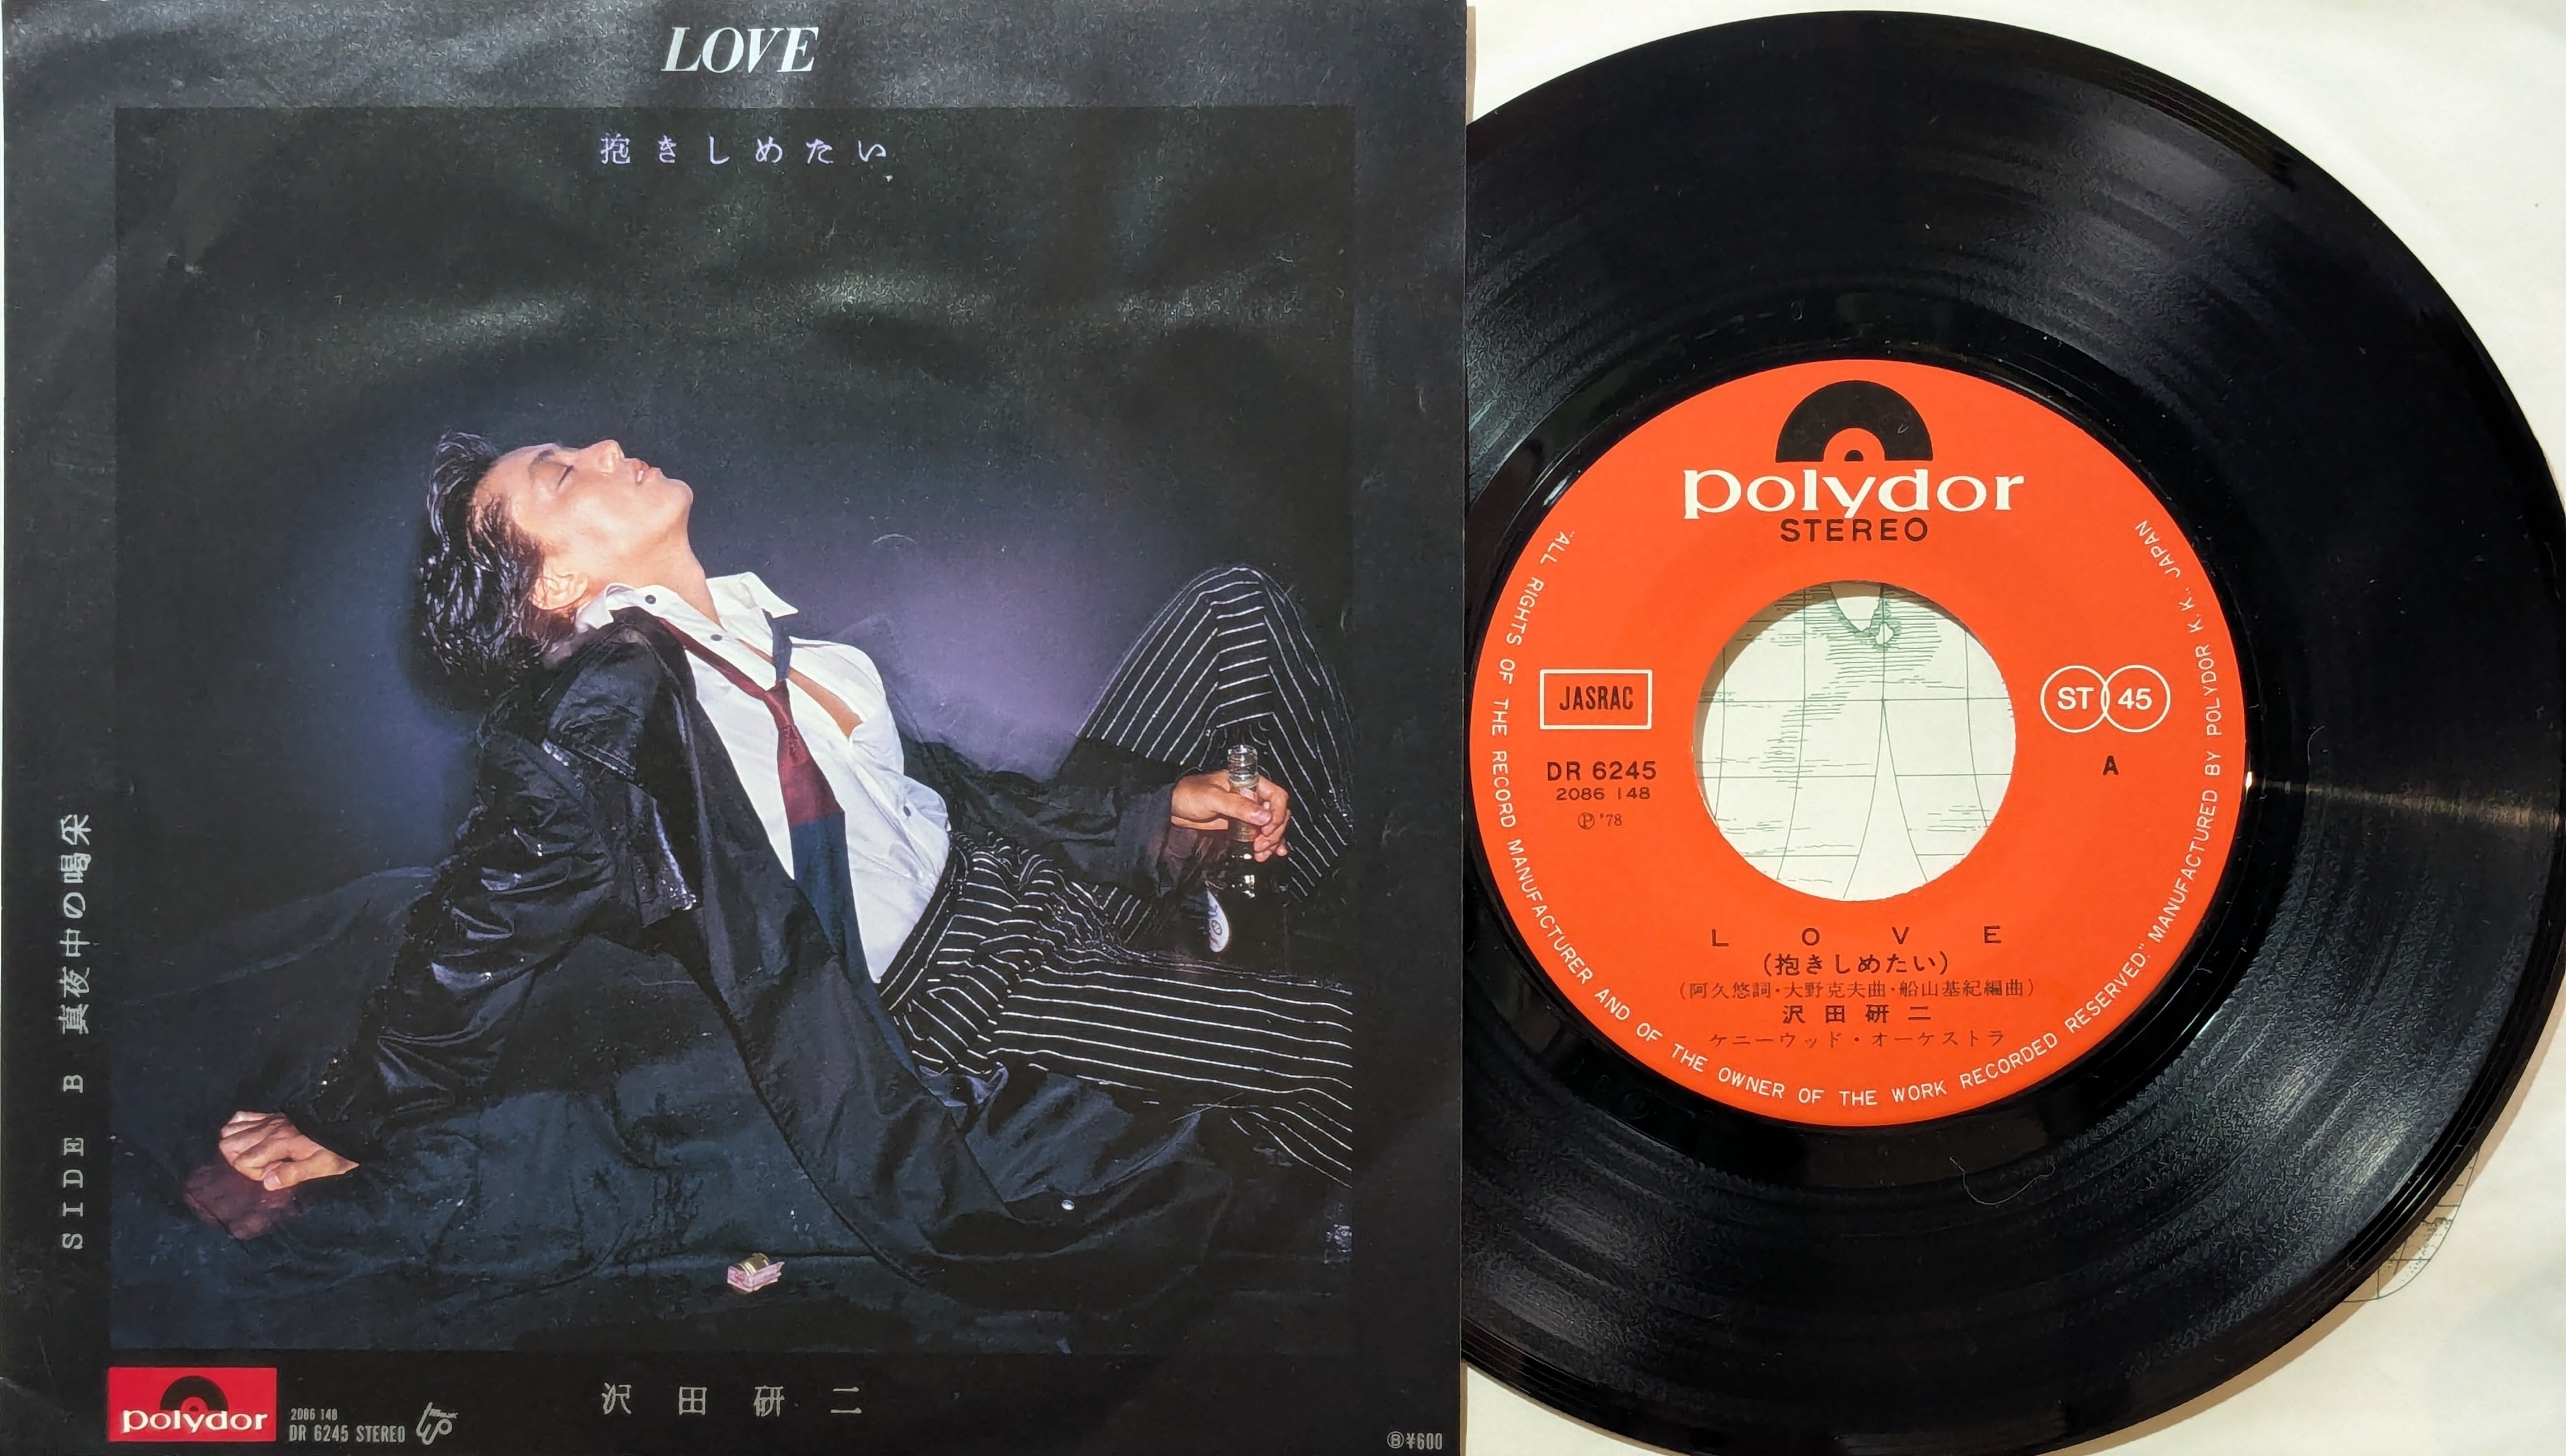 LOVE
抱きしめたい
SIDE B 真夜中の喝采
polydor
2086 148
DR 6245 STEREO
沢田研二
Ⓑ¥600
polydor
STEREO
"ALL RIGHTS OF THE RECORD MANUFACTURER AND OF THE OWNER OF THE WORK RECORDED RESERVED." MANUFACTURED BY POLYDOR K. K., JAPAN
JASRAC
ST 45
DR 6245
2086 148
Ⓟ '78
A
LOVE
(抱きしめたい)
(阿久悠詞・大野克夫曲・船山基紀編曲)
沢田研二
ケニーウッド・オーケストラ